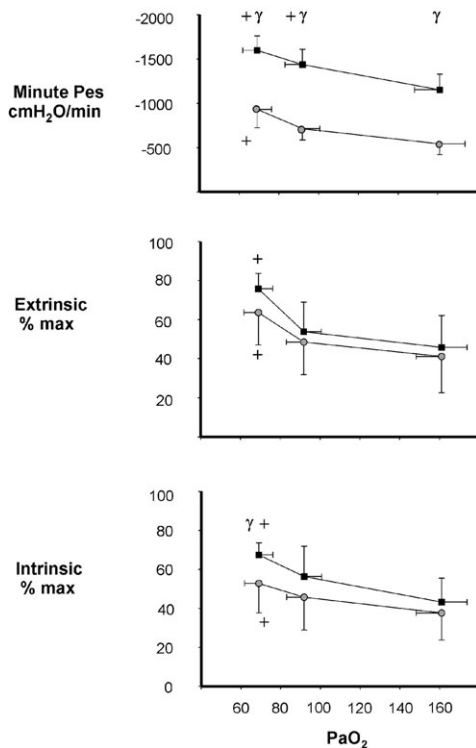 -2000
+ γ + γ γ
-1500
Minute Pes
cmH₂O/min
-1000
-500
+
100
+
80
Extrinsic
% max
60
40
+
20
100
80
γ +
60
Intrinsic
% max
40
+
20
0
60 80 100 120 140 160
PaO₂